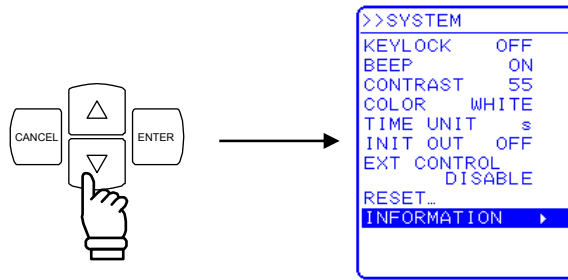 CANCEL
ENTER
>>SYSTEM
KEYLOCK OFF
BEEP ON
CONTRAST 55
COLOR WHITE
TIME UNIT s
INIT OUT OFF
EXT CONTROL
DISABLE
RESET…
INFORMATION